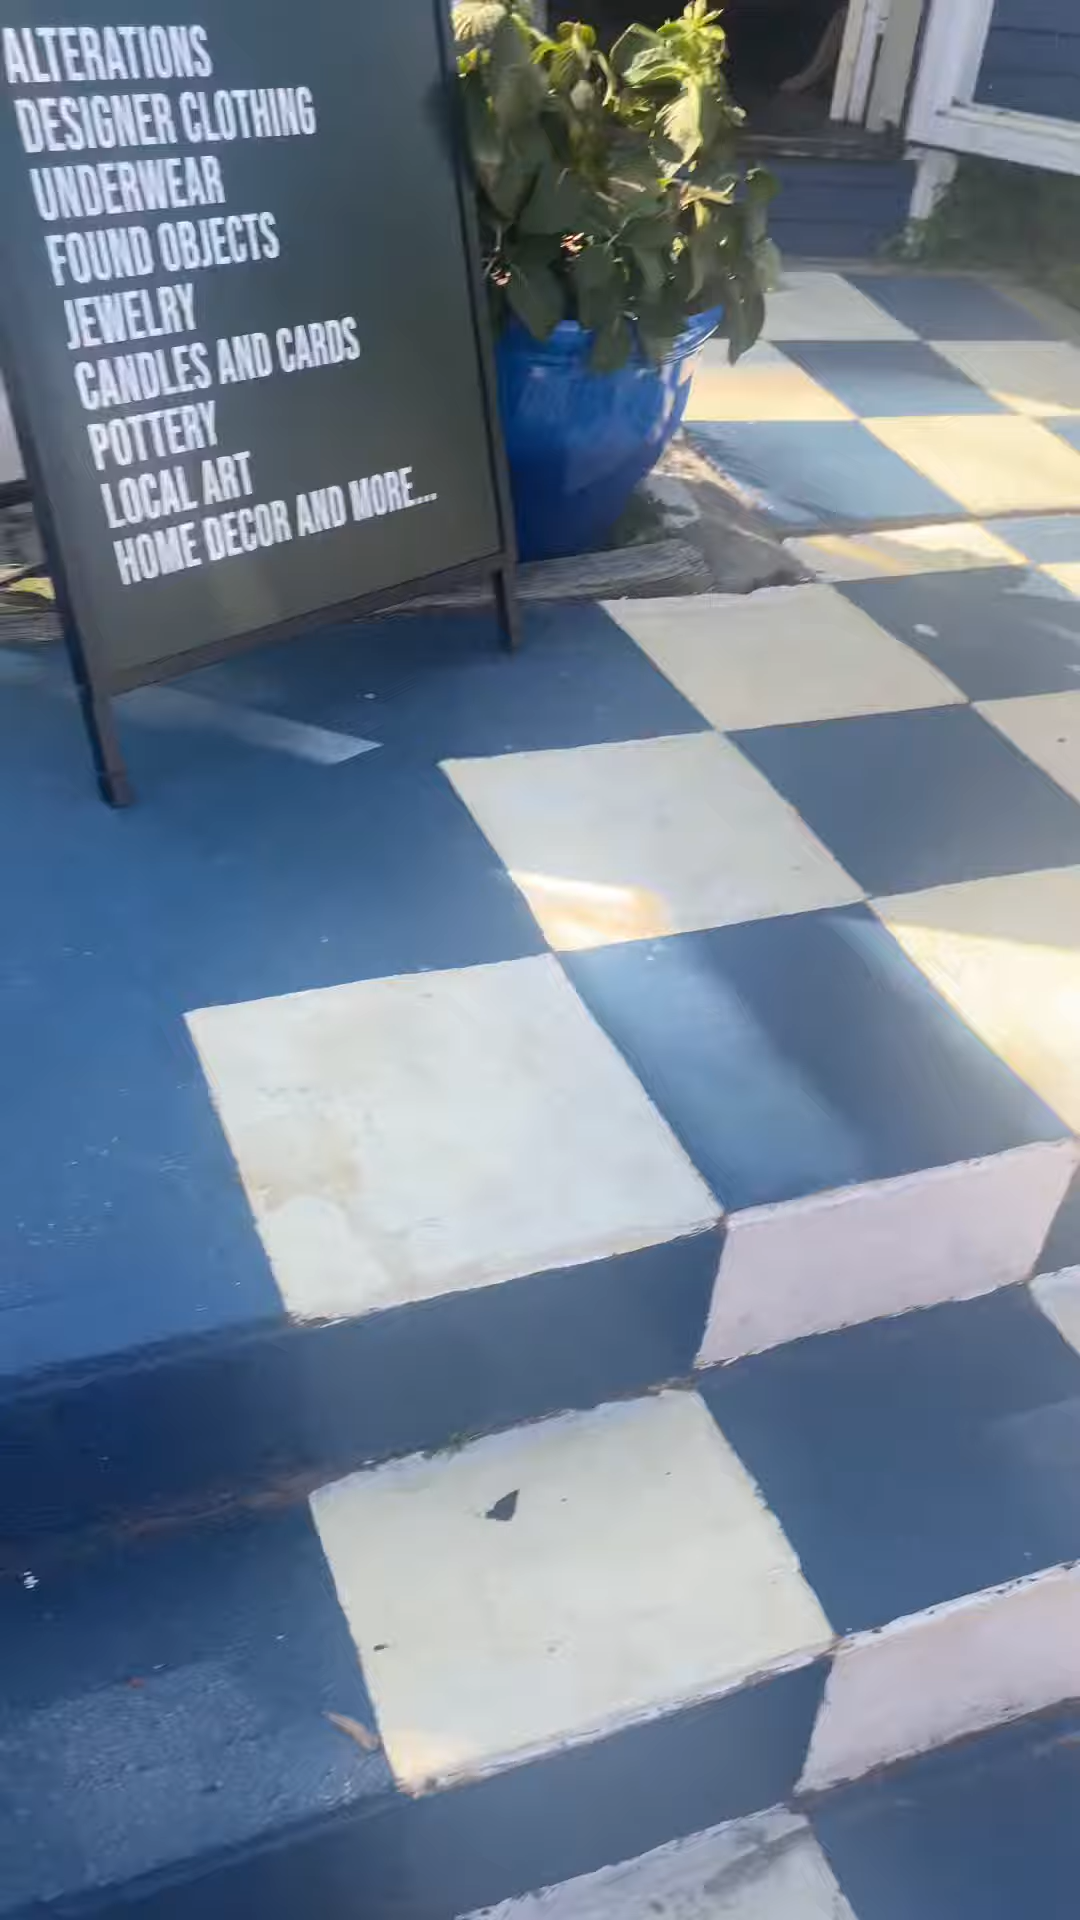 ALTERATIONS
DESIGNER CLOTHING
UNDERWEAR
FOUND OBJECTS
JEWELRY
CANDLES AND CARDS
POTTERY
LOCAL ART
HOME DECOR AND MORE...